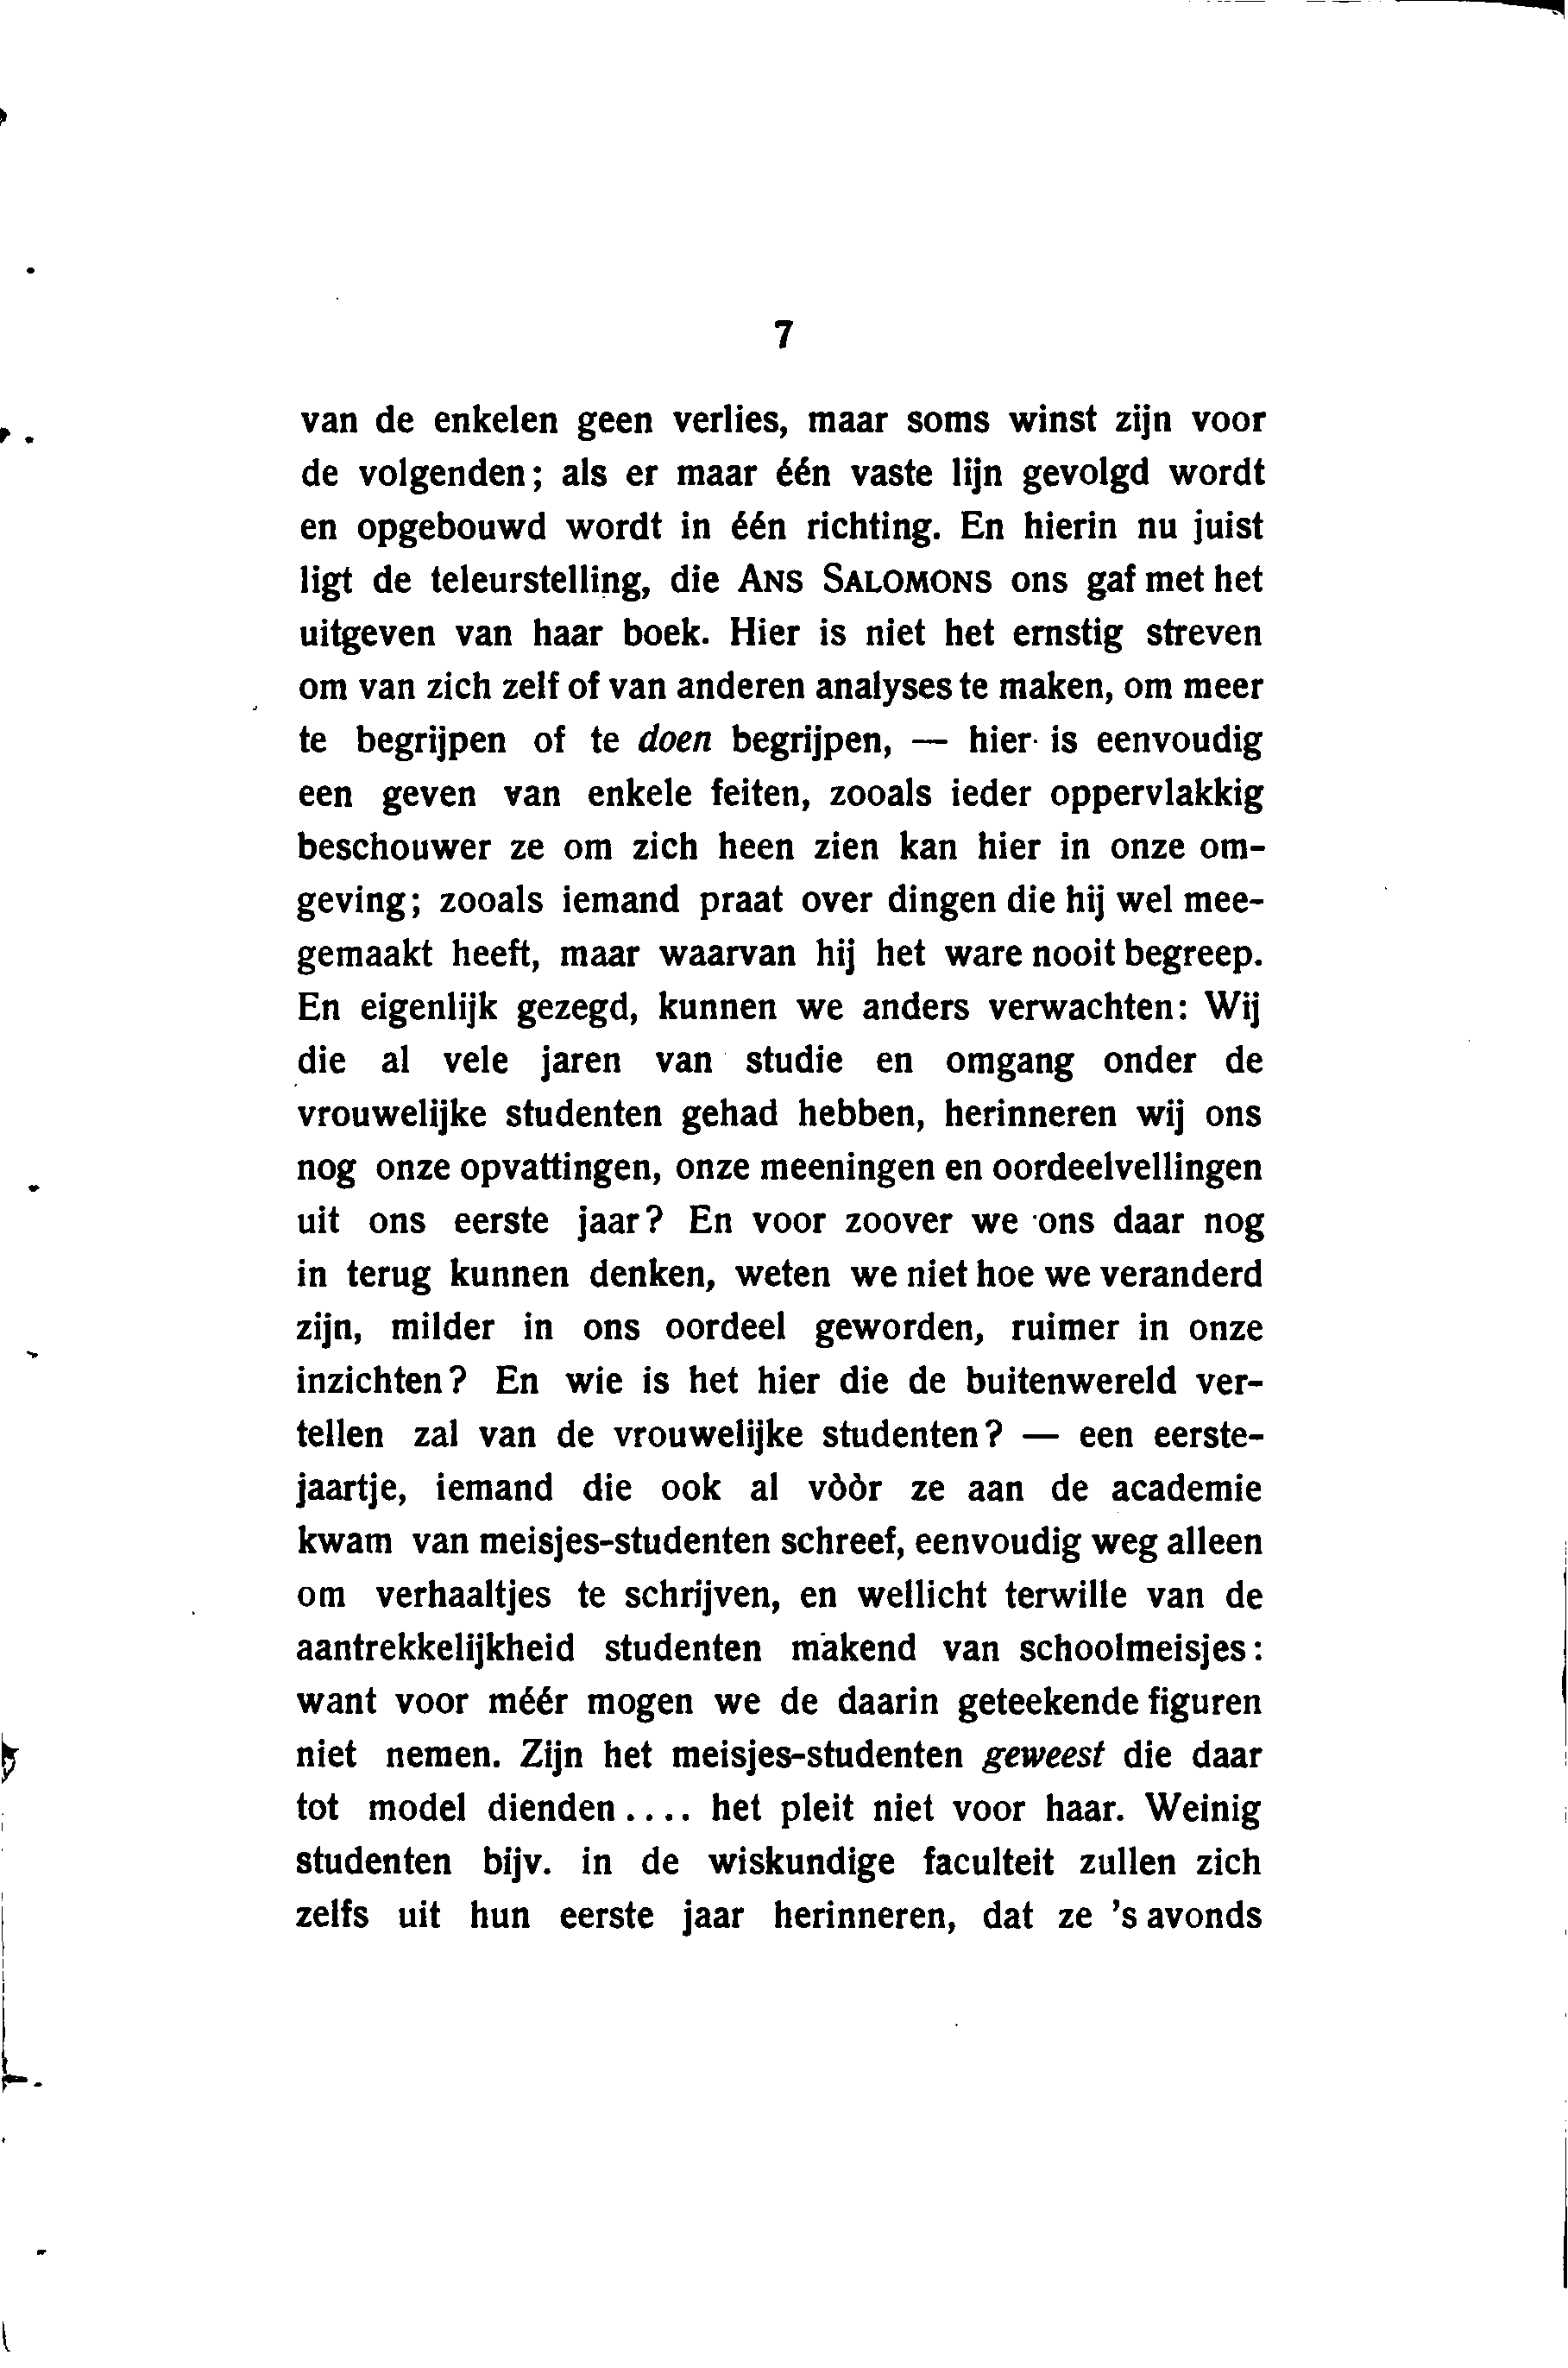 7
van de enkelen geen verlies, maar soms winst zijn voor
de volgenden; als er maar één vaste lijn gevolgd wordt
en opgebouwd wordt in één richting. En hierin nu juist
ligt de teleurstelling, die ANS SALOMONS ons gaf met het
uitgeven van haar boek. Hier is niet het ernstig streven
om van zich zelf of van anderen analyses te maken, om meer
te begrijpen of te doen begrijpen, — hier is eenvoudig
een geven van enkele feiten, zooals ieder oppervlakkig
beschouwer ze om zich heen zien kan hier in onze om-
geving; zooals iemand praat over dingen die hij wel mee-
gemaakt heeft, maar waarvan hij het ware nooit begreep.
En eigenlijk gezegd, kunnen we anders verwachten: Wij
die al vele jaren van studie en omgang onder de
vrouwelijke studenten gehad hebben, herinneren wij ons
nog onze opvattingen, onze meeningen en oordeelvellingen
uit ons eerste jaar? En voor zoover we ons daar nog
in terug kunnen denken, weten we niet hoe we veranderd
zijn, milder in ons oordeel geworden, ruimer in onze
inzichten? En wie is het hier die de buitenwereld ver-
tellen zal van de vrouwelijke studenten? — een eerste-
jaartje, iemand die ook al vòòr ze aan de academie
kwam van meisjes-studenten schreef, eenvoudig weg alleen
om verhaaltjes te schrijven, en wellicht terwille van de
aantrekkelijkheid studenten makend van schoolmeisjes:
want voor méér mogen we de daarin geteekende figuren
niet nemen. Zijn het meisjes-studenten geweest die daar
tot model dienden.... het pleit niet voor haar. Weinig
studenten bijv. in de wiskundige faculteit zullen zich
zelfs uit hun eerste jaar herinneren, dat ze 's avonds